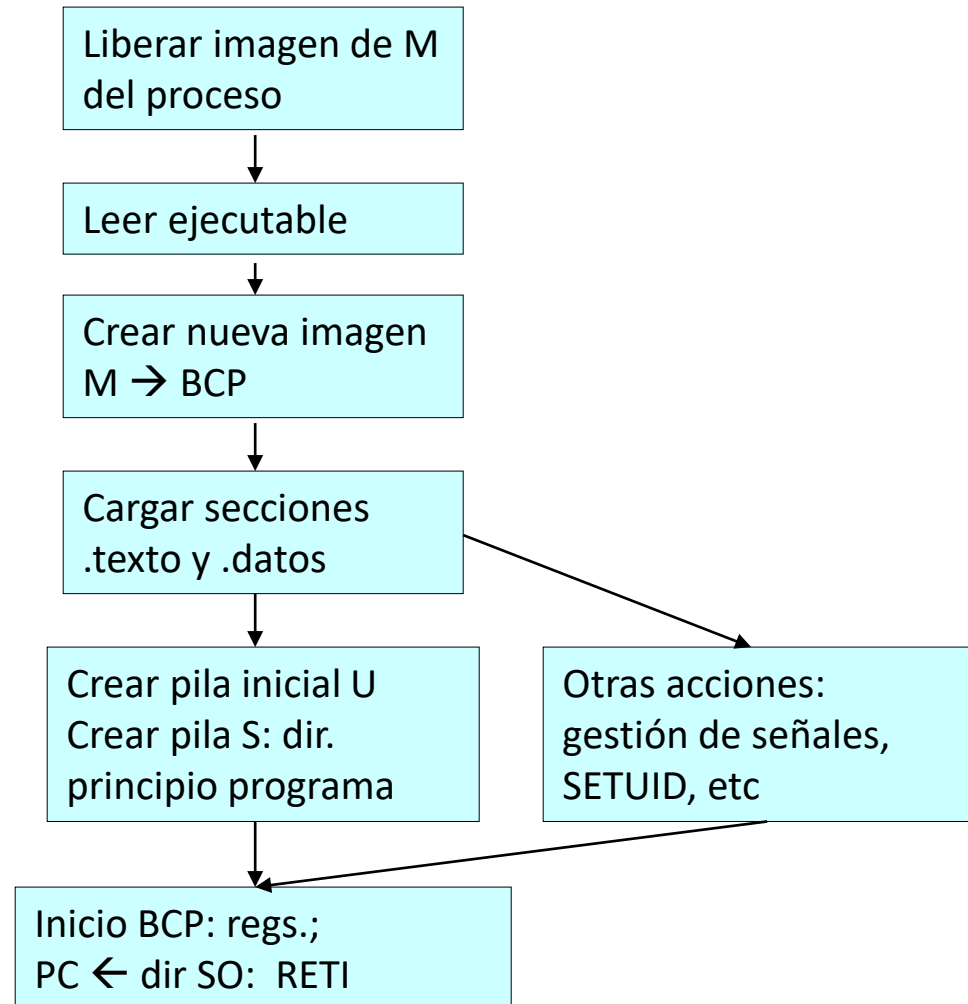 Liberar imagen de M
del proceso
Leer ejecutable
Crear nueva imagen
M → BCP
Cargar secciones
.texto y .datos
Crear pila inicial U
Crear pila S: dir.
principio programa
Otras acciones:
gestión de señales,
SETUID, etc
Inicio BCP: regs.;
PC ← dir SO: RETI